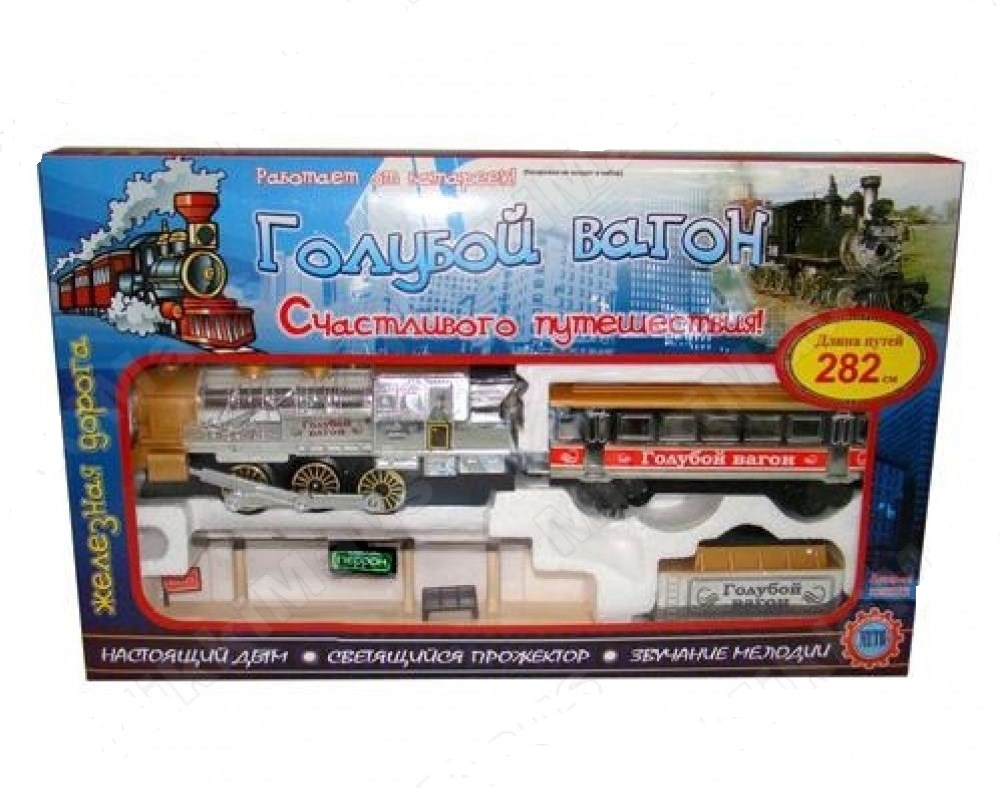 Работает от батареек!
Голубой вагон
Счастливого путешествия!
Длина путей
282 см
железная дорога
Голубой
вагон
Голубой вагон
перрон
Голубой
вагон
НАСТОЯЩИЙ ДЫМ • СВЕТЯЩИЙСЯ ПРОЖЕКТОР • ЗВУЧАНИЕ МЕЛОДИИ